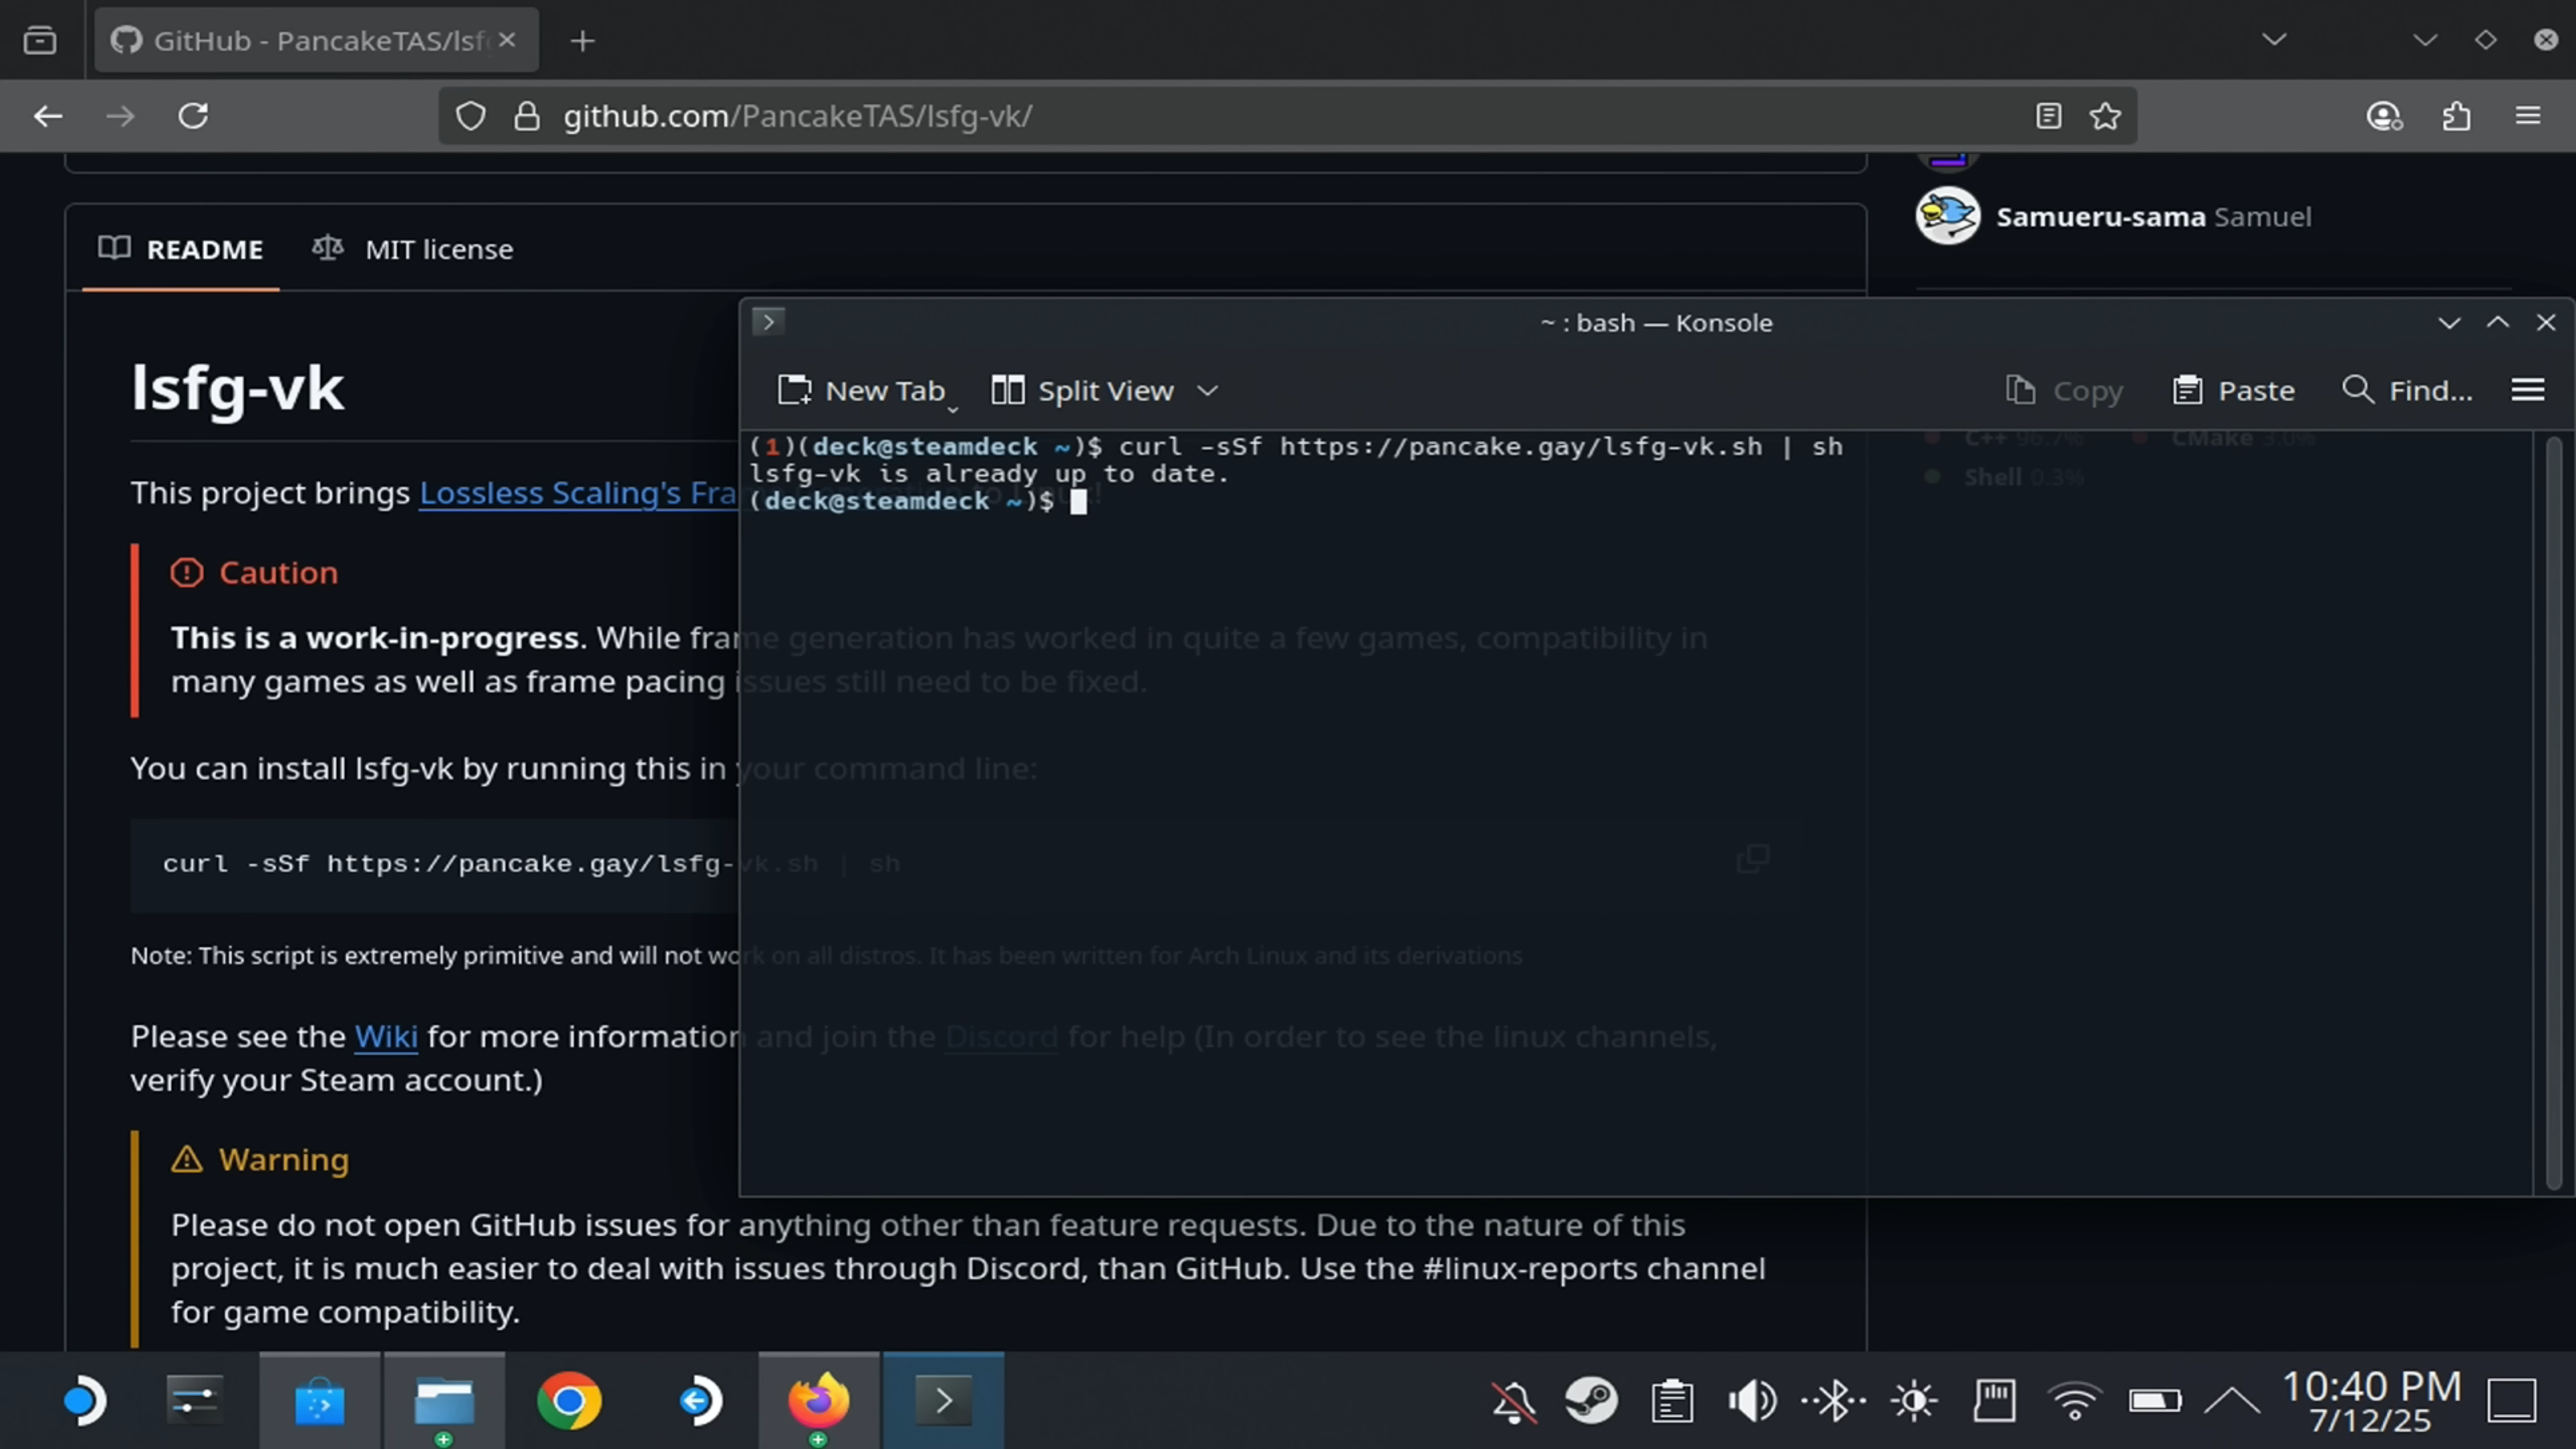 GitHub - PancakeTAS/lsfg
github.com/PancakeTAS/lsfg-vk/
Samueru-sama Samuel
README
MIT license
~ : bash — Konsole
New Tab
Split View
Copy
Paste
Find...
(1)(deck@steamdeck ~)$ curl -sSf https://pancake.gay/lsfg-vk.sh | sh
lsfg-vk is already up to date.
(deck@steamdeck ~)$
C++ 96.7%
CMake 3.0%
Shell 0.3%
lsfg-vk
This project brings Lossless Scaling's Fra
Caution
This is a work-in-progress. While frame generation has worked in quite a few games, compatibility in
many games as well as frame pacing issues still need to be fixed.
You can install lsfg-vk by running this in your command line:
curl -sSf https://pancake.gay/lsfg-vk.sh | sh
Note: This script is extremely primitive and will not work on all distros. It has been written for Arch Linux and its derivations
Please see the Wiki for more information and join the Discord for help (In order to see the linux channels,
verify your Steam account.)
Warning
Please do not open GitHub issues for anything other than feature requests. Due to the nature of this
project, it is much easier to deal with issues through Discord, than GitHub. Use the #linux-reports channel
for game compatibility.
10:40 PM
7/12/25